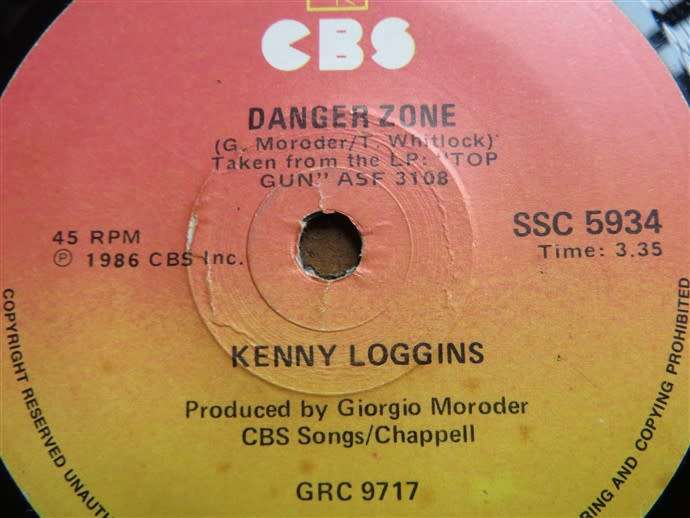 CBS
DANGER ZONE
(G. Moroder/T. Whitlock)
Taken from the LP: "TOP
GUN" ASF 3108
SSC 5934
Time: 3.35
45 RPM
℗ 1986 CBS Inc.
KENNY LOGGINS
Produced by Giorgio Moroder
CBS Songs/Chappell
GRC 9717
COPYRIGHT RESERVED
RING AND COPYING PROHIBITED